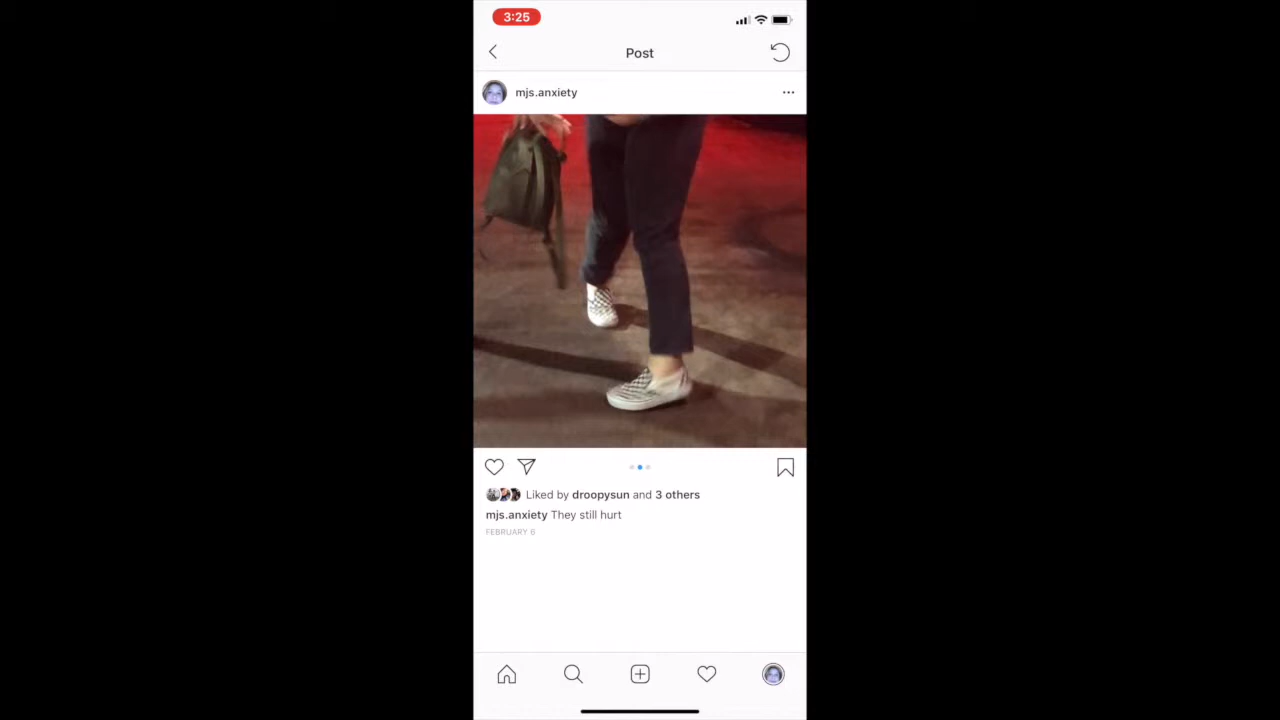 3:25
Post
mjs.anxiety
Liked by droopysun and 3 others
mjs.anxiety They still hurt
FEBRUARY 6